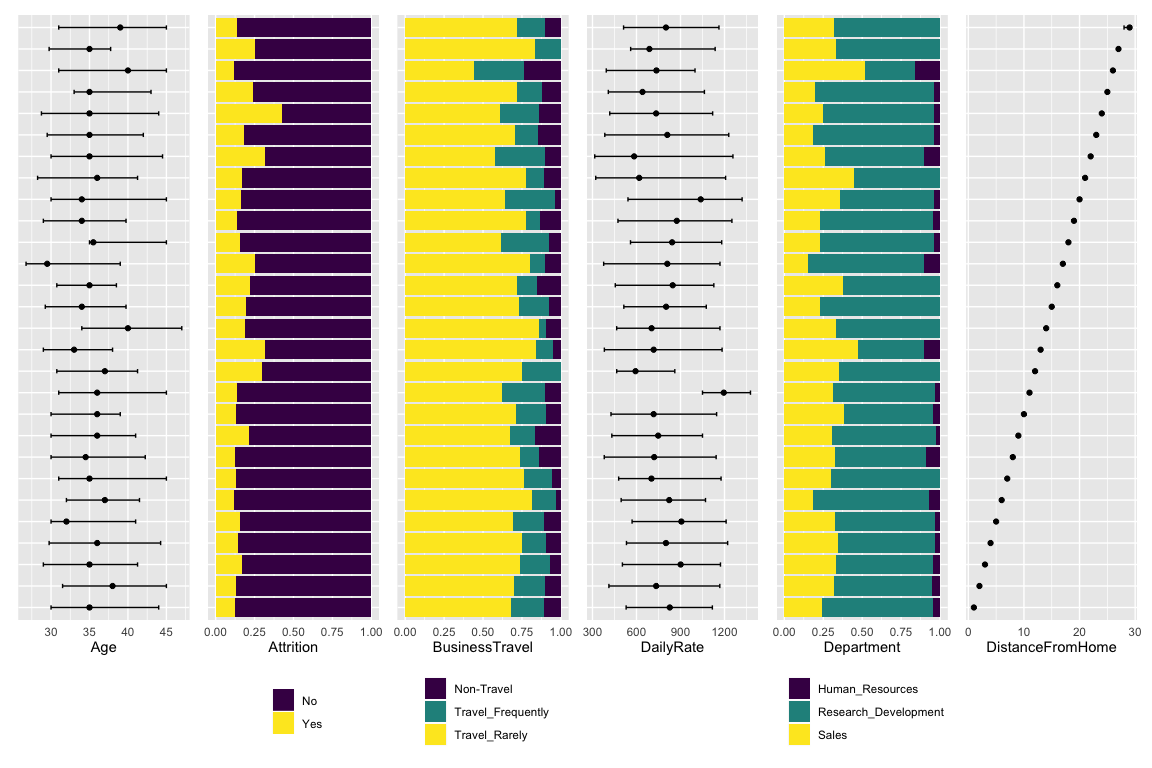 30 35 40 45
0.00 0.25 0.50 0.75 1.00
0.00 0.25 0.50 0.75 1.00
300 600 900 1200
0.00 0.25 0.50 0.75 1.00
0 10 20 30
Age
Attrition
BusinessTravel
DailyRate
Department
DistanceFromHome
No
Yes
Non-Travel
Travel_Frequently
Travel_Rarely
Human_Resources
Research_Development
Sales